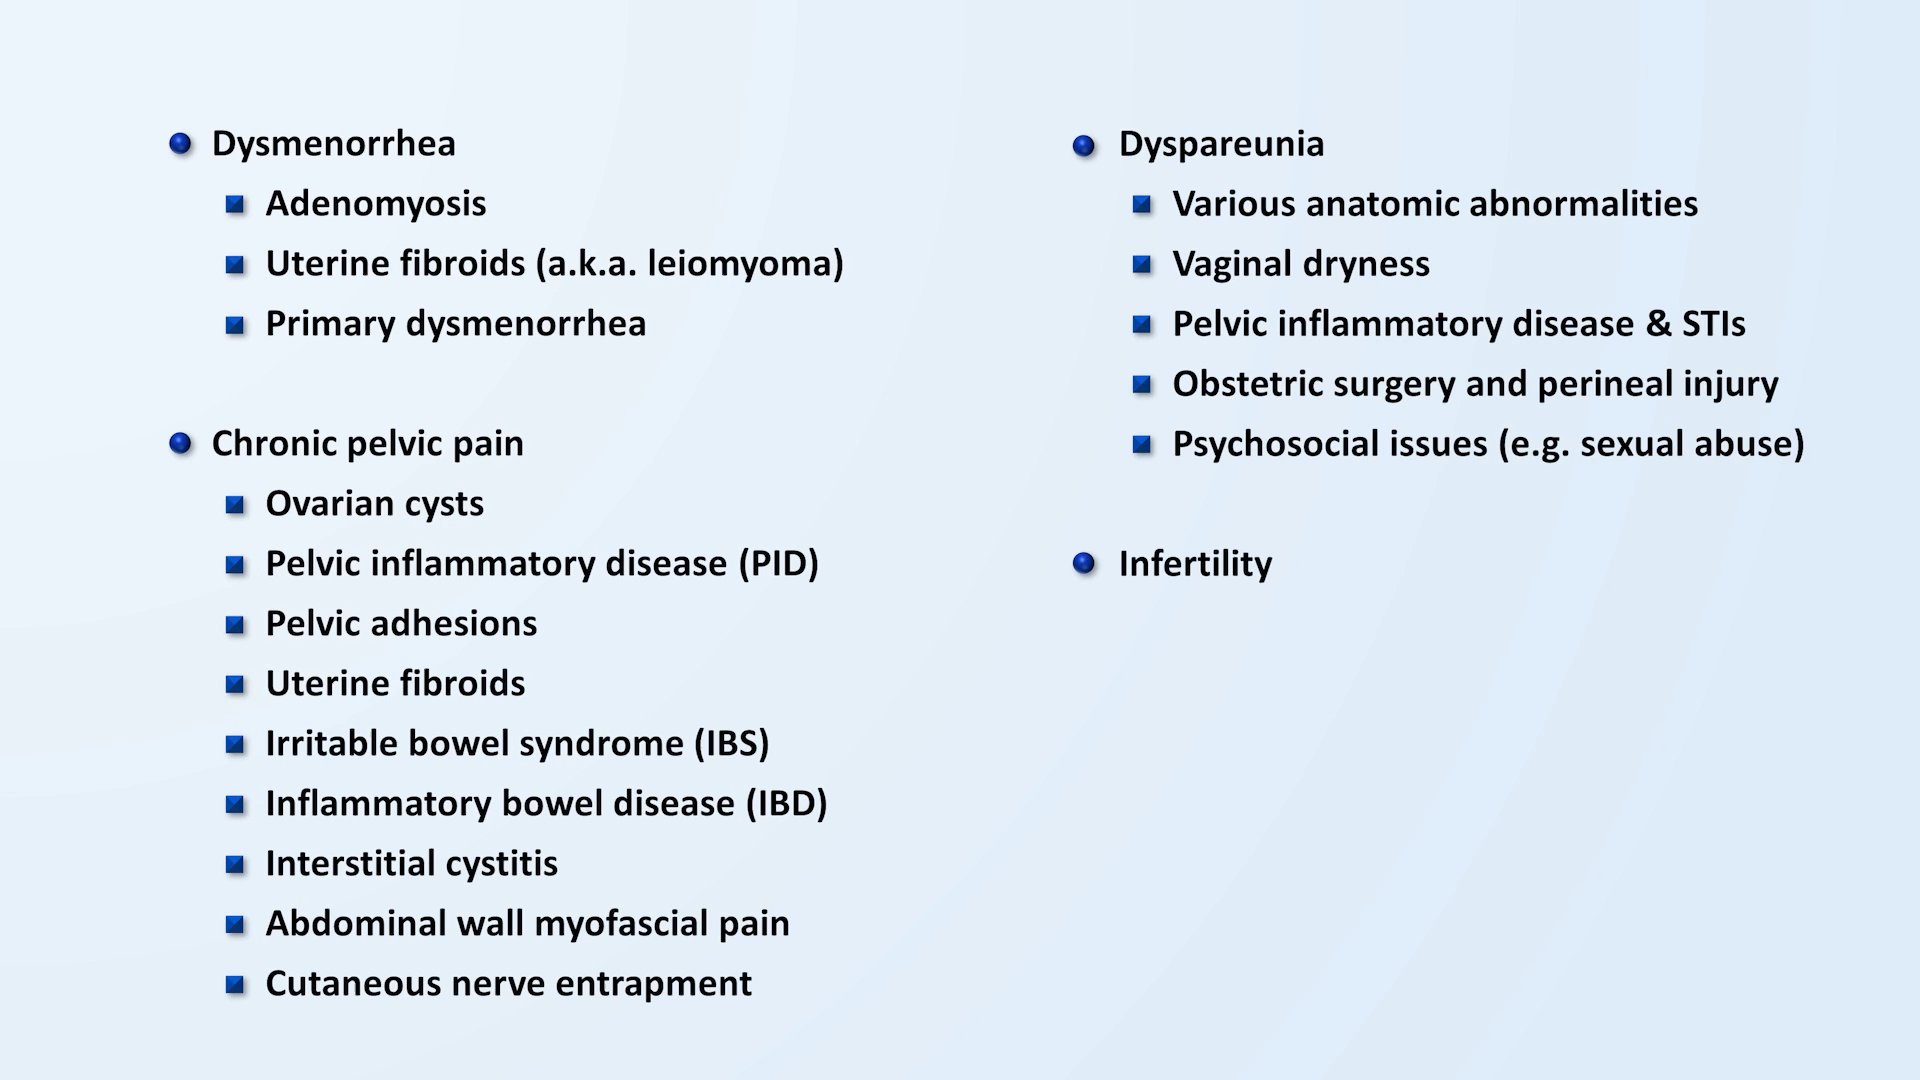 Dysmenorrhea
Adenomyosis
Uterine fibroids (a.k.a. leiomyoma)
Primary dysmenorrhea
Chronic pelvic pain
Ovarian cysts
Pelvic inflammatory disease (PID)
Pelvic adhesions
Uterine fibroids
Irritable bowel syndrome (IBS)
Inflammatory bowel disease (IBD)
Interstitial cystitis
Abdominal wall myofascial pain
Cutaneous nerve entrapment
Dyspareunia
Various anatomic abnormalities
Vaginal dryness
Pelvic inflammatory disease & STIs
Obstetric surgery and perineal injury
Psychosocial issues (e.g. sexual abuse)
Infertility